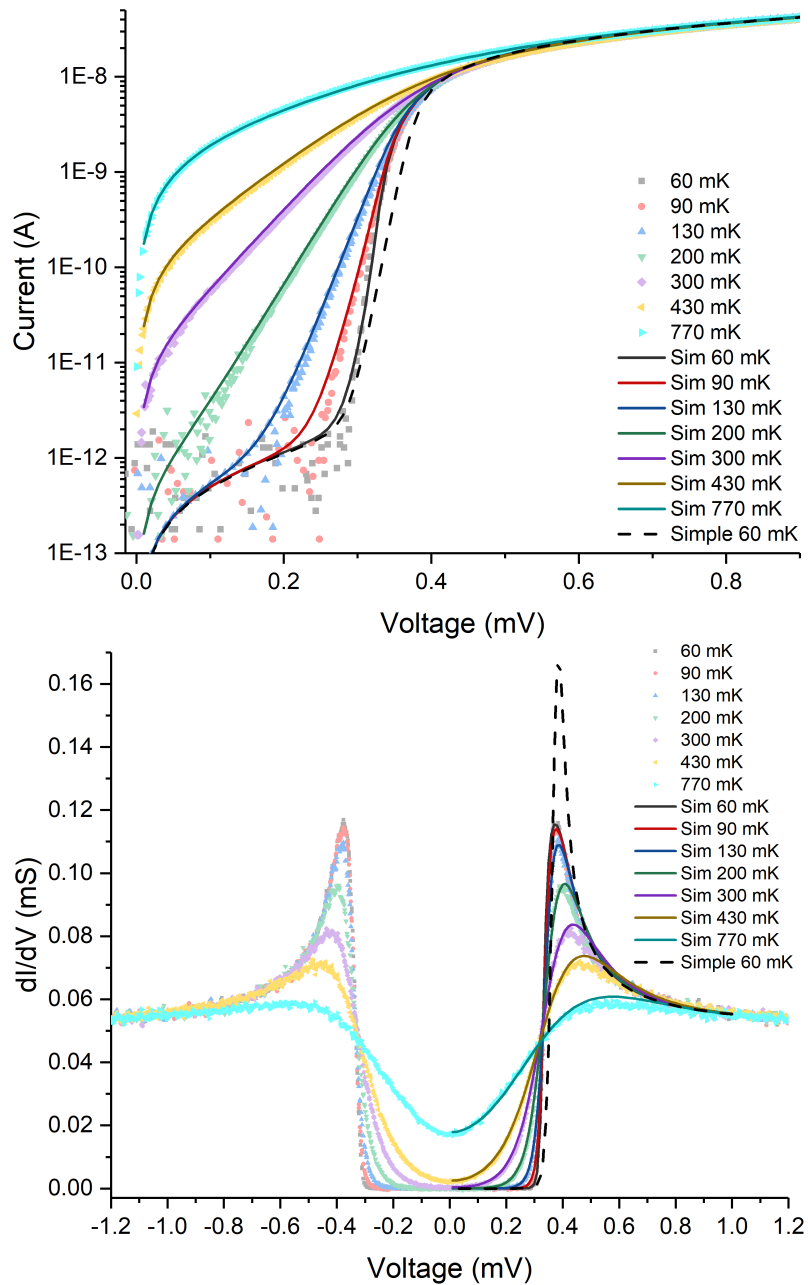 1E-8
1E-9
1E-10
1E-11
1E-12
1E-13
Current (A)
60 mK
90 mK
130 mK
200 mK
300 mK
430 mK
770 mK
Sim 60 mK
Sim 90 mK
Sim 130 mK
Sim 200 mK
Sim 300 mK
Sim 430 mK
Sim 770 mK
Simple 60 mK
0.0 0.2 0.4 0.6 0.8
Voltage (mV)
0.16
0.14
0.12
0.10
0.08
0.06
0.04
0.02
0.00
dI/dV (mS)
60 mK
90 mK
130 mK
200 mK
300 mK
430 mK
770 mK
Sim 60 mK
Sim 90 mK
Sim 130 mK
Sim 200 mK
Sim 300 mK
Sim 430 mK
Sim 770 mK
Simple 60 mK
-1.2 -1.0 -0.8 -0.6 -0.4 -0.2 0.0 0.2 0.4 0.6 0.8 1.0 1.2
Voltage (mV)